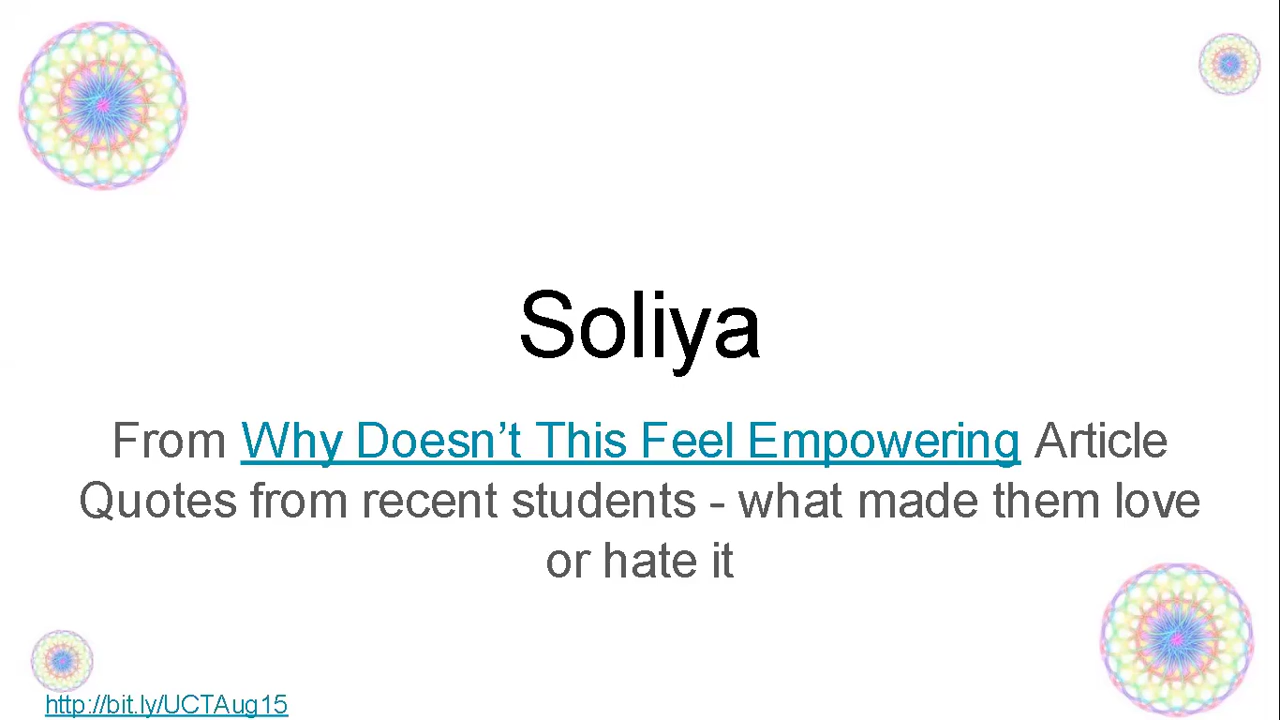 Soliya
From Why Doesn’t This Feel Empowering Article
Quotes from recent students - what made them love
or hate it
http://bit.ly/UCTAug15